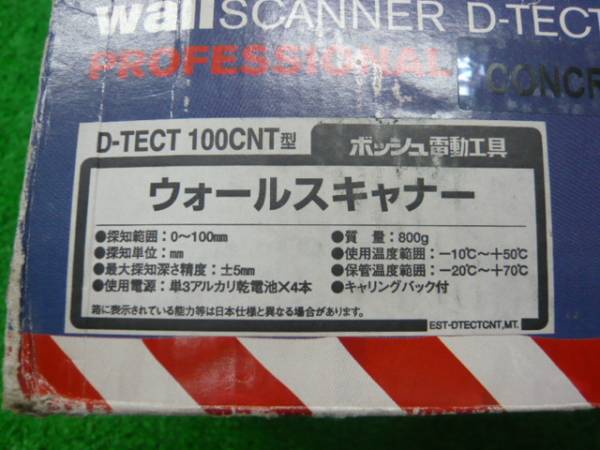 wall SCANNER D-TECT
PROFESSIONAL
CONCR
D-TECT 100CNT型
ボッシュ電動工具
ウォールスキャナー
●探知範囲：0〜100mm
●探知単位：mm
●最大探知深さ精度：±5mm
●使用電源：単3アルカリ乾電池×4本
●質量：800g
●使用温度範囲：−10℃〜+50℃
●保管温度範囲：−20℃〜+70℃
●キャリングバック付
箱に表示されている能力等は日本仕様と異なる場合があります。
EST-DTECTCNT,MT.